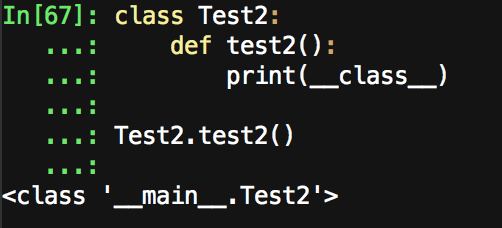 In[67]: class Test2:
   ...:     def test2():
   ...:         print(__class__)
   ...:
   ...: Test2.test2()
   ...:
<class '__main__.Test2'>